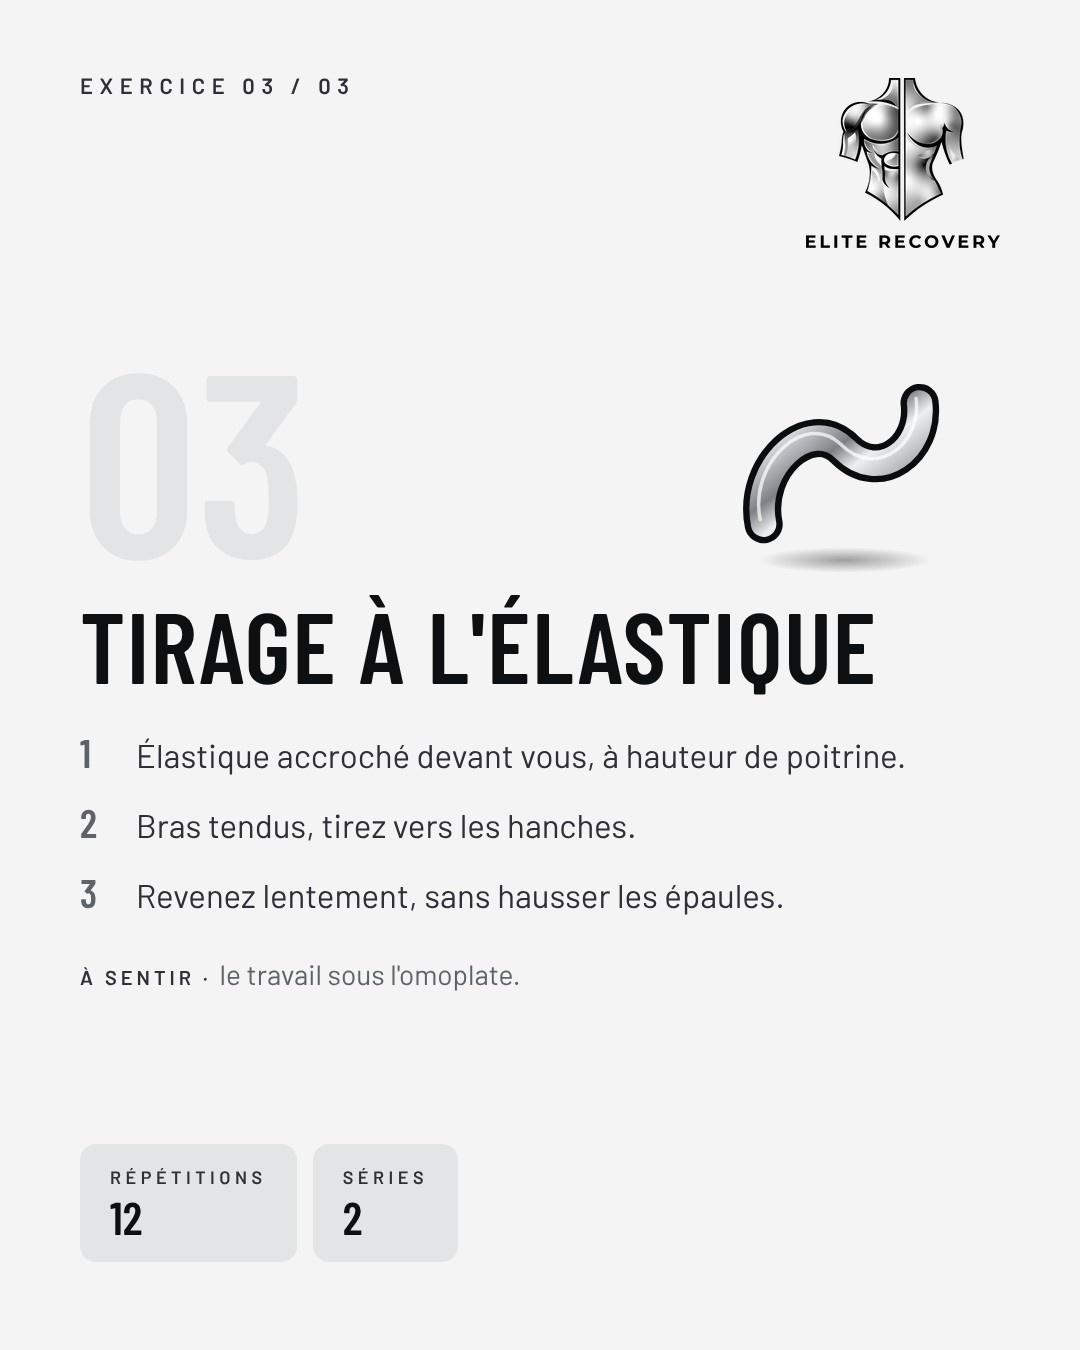 EXERCICE 03 / 03
ELITE RECOVERY
03
TIRAGE À L'ÉLASTIQUE
1 Élastique accroché devant vous, à hauteur de poitrine.
2 Bras tendus, tirez vers les hanches.
3 Revenez lentement, sans hausser les épaules.
À SENTIR · le travail sous l'omoplate.
RÉPÉTITIONS
12
SÉRIES
2